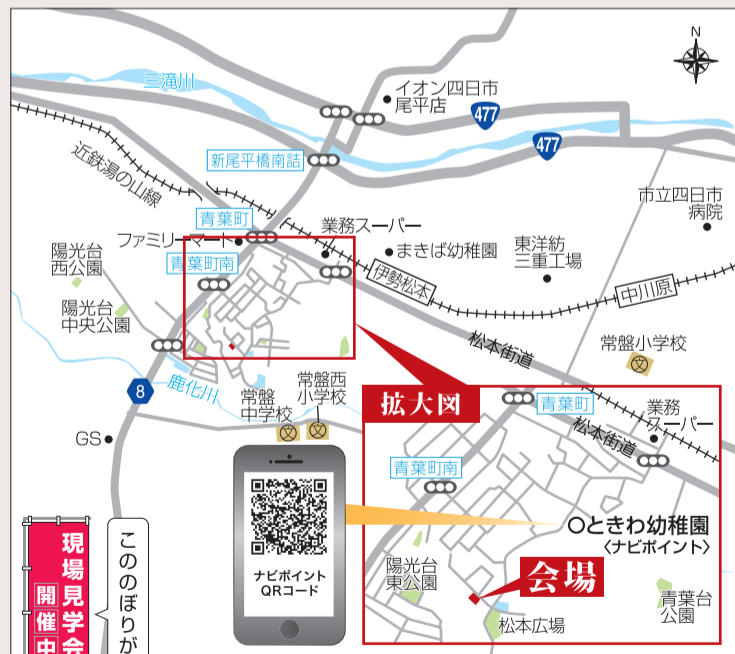 N
三滝川
イオン四日市
尾平店
477
477
新尾平橋南詰
近鉄湯の山線
市立四日市
病院
青葉町
業務スーパー
ファミリーマート
まきば幼稚園
東洋紡
三重工場
陽光台
西公園
青葉町南
伊勢松本
中川原
陽光台
中央公園
松本街道
常盤小学校
文
8
鹿化川
常盤西
小学校
常盤
中学校
文
文
GS
拡大図
青葉町
業務
スーパー
松本街道
青葉町南
ときわ幼稚園
〈ナビポイント〉
陽光台
東公園
会場
青葉台
公園
松本広場
ナビポイント
QRコード
現場見学会
開催中
こののぼりが